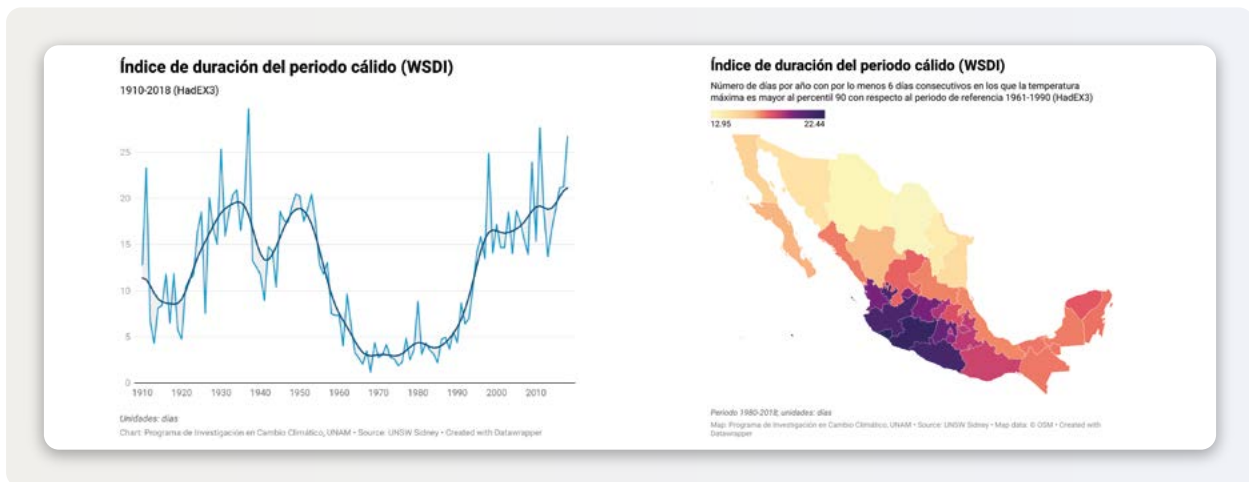 Índice de duración del periodo cálido (WSDI)
1910-2018 (HadEX3)
25
20
15
10
5
0
1910 1920 1930 1940 1950 1960 1970 1980 1990 2000 2010
Unidades: días
Chart: Programa de Investigación en Cambio Climático, UNAM • Source: UNSW Sidney • Created with Datawrapper
Índice de duración del periodo cálido (WSDI)
Número de días por año con por lo menos 6 días consecutivos en los que la temperatura
máxima es mayor al percentil 90 con respecto al periodo de referencia 1961-1990 (HadEX3)
12.95 22.44
Periodo 1980-2018; unidades: días
Map: Programa de Investigación en Cambio Climático, UNAM • Source: UNSW Sidney • Map data: © OSM • Created with
Datawrapper